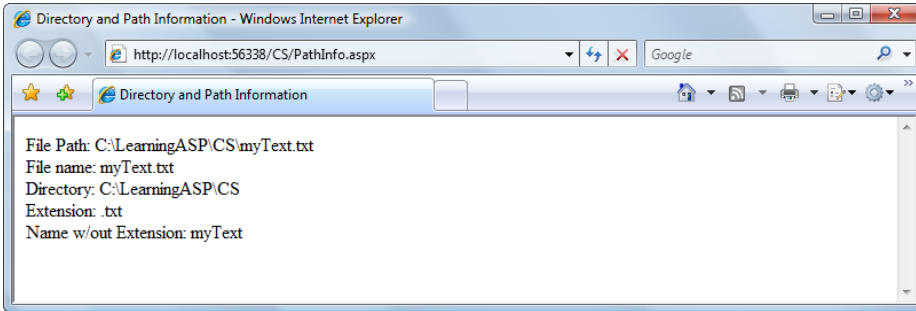 Directory and Path Information - Windows Internet Explorer
http://localhost:56338/CS/PathInfo.aspx
Google
Directory and Path Information
File Path: C:\LearningASP\CS\myText.txt
File name: myText.txt
Directory: C:\LearningASP\CS
Extension: .txt
Name w/out Extension: myText